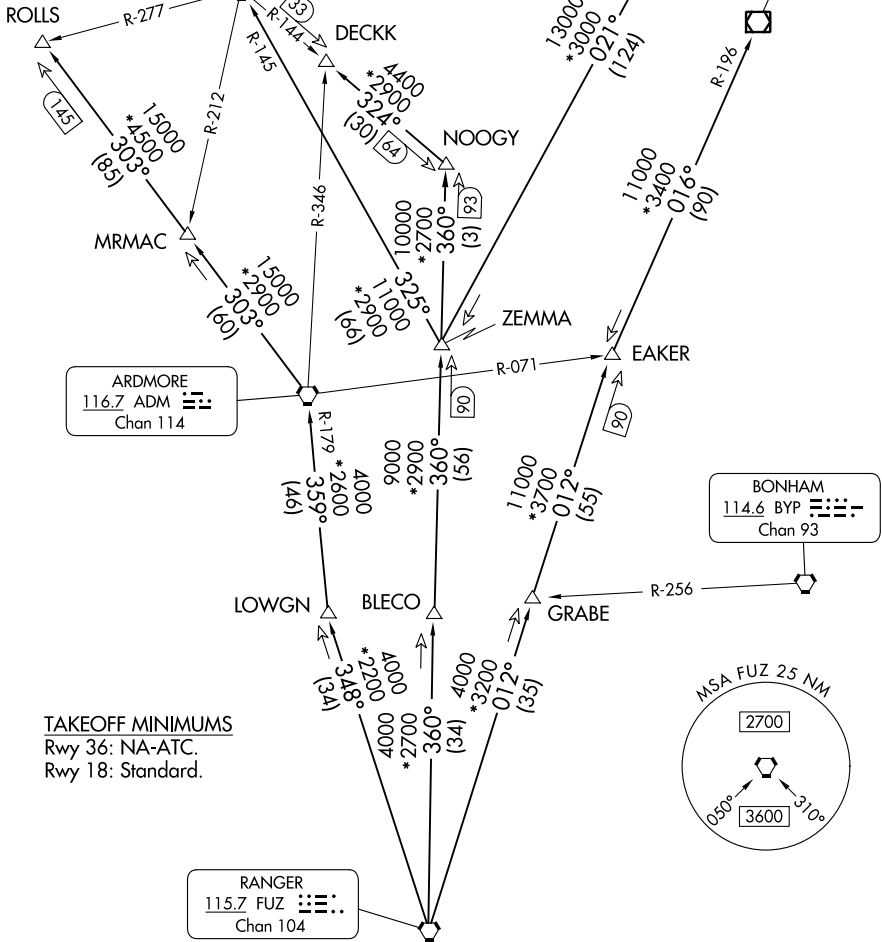 ROLLS
R-277
33
R-144
DECKK
R-145
13000
*3000
021°
(124)
R-196
145
15000
*4500
303°
(85)
R-212
4400
*2900
324°
(30)
64
NOOGY
93
R-346
11000
*3400
016°
(90)
MRMAC
10000
*2700
360°
(3)
15000
*2900
303°
(60)
325°
11000
*2900
(66)
ZEMMA
EAKER
R-071
ARDMORE
116.7 ADM
Chan 114
90
90
R-179
4000
*2600
359°
(46)
9000
*2900
360°
(56)
11000
*3700
012°
(55)
BONHAM
114.6 BYP
Chan 93
R-256
LOWGN
BLECO
GRABE
4000
*2200
348°
(34)
4000
*2700
360°
(34)
4000
*3200
012°
(35)
MSA FUZ 25 NM
2700
050°
310°
3600
TAKEOFF MINIMUMS
Rwy 36: NA-ATC.
Rwy 18: Standard.
RANGER
115.7 FUZ
Chan 104